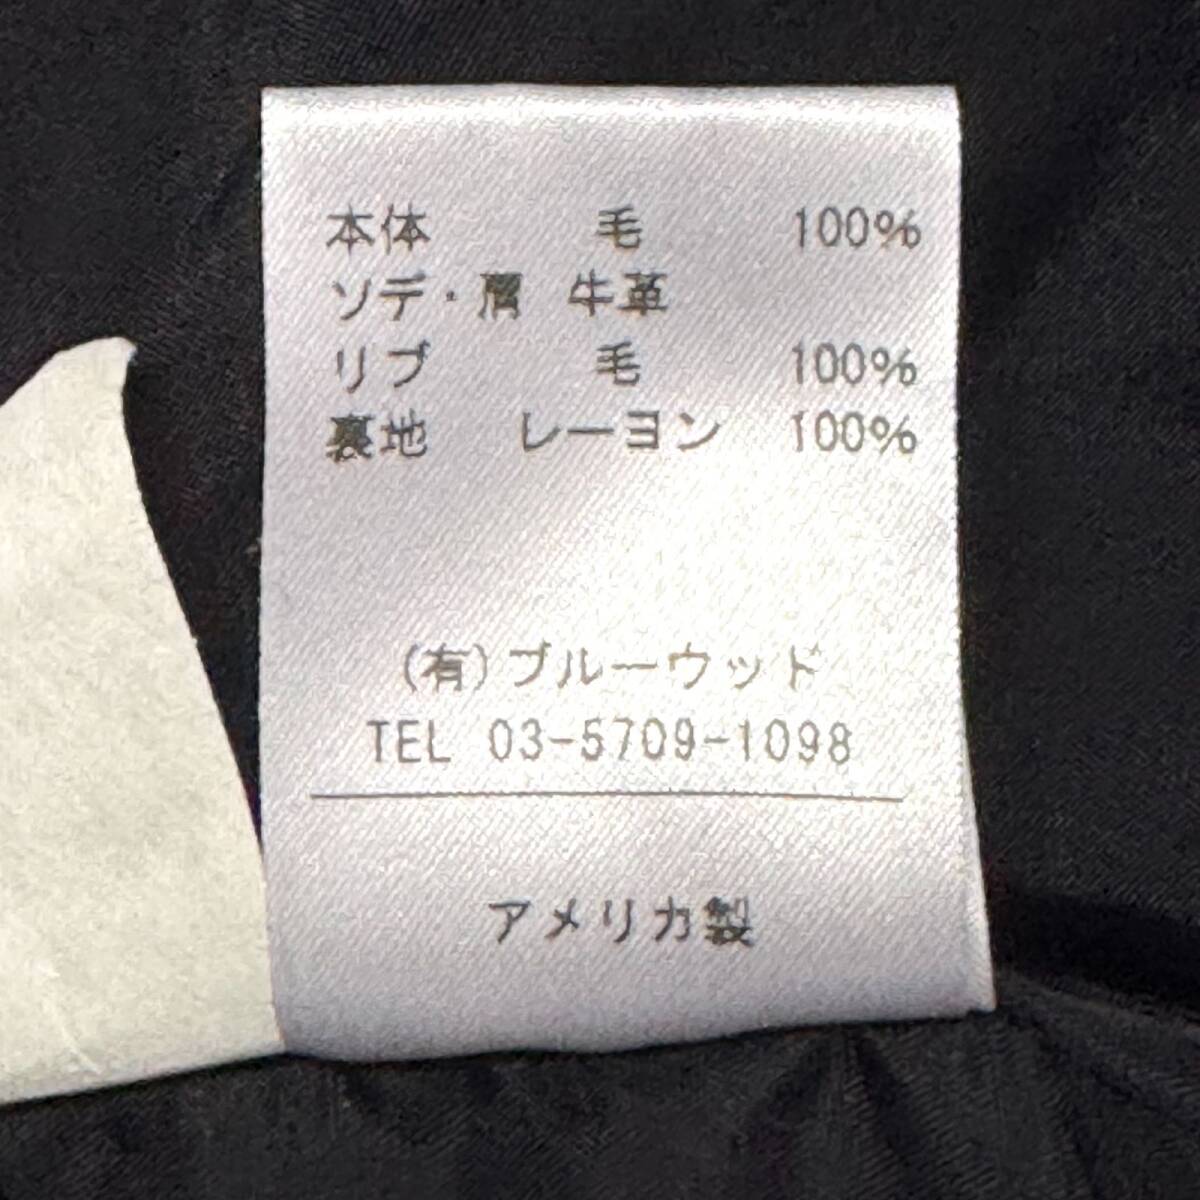 本体 毛 100%
ソデ・肩 牛革
リブ 毛 100%
裏地 レーヨン 100%
(有)ブルーウッド
TEL 03-5709-1098
アメリカ製